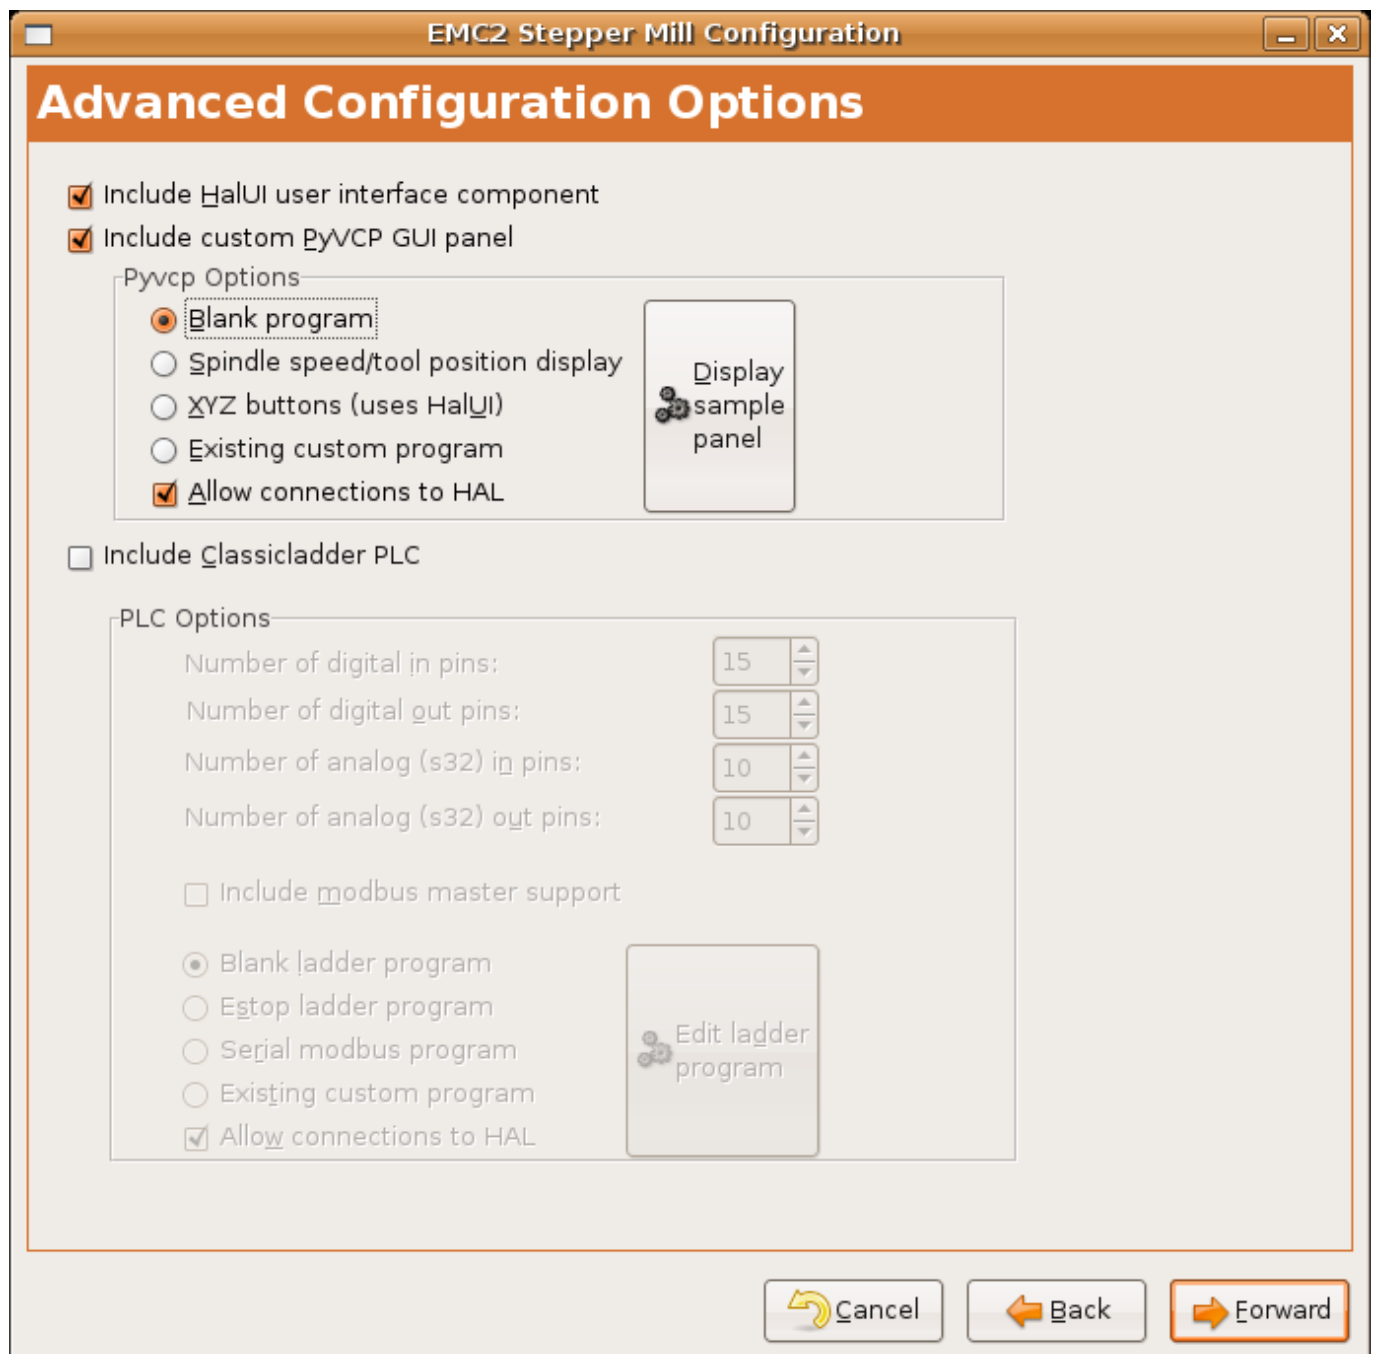 EMC2 Stepper Mill Configuration
Advanced Configuration Options
Include HalUI user interface component
Include custom PyVCP GUI panel
Pyvcp Options
Blank program
Spindle speed/tool position display
XYZ buttons (uses HalUI)
Existing custom program
Allow connections to HAL
Display
sample
panel
Include Classicladder PLC
PLC Options
Number of digital in pins: 15
Number of digital out pins: 15
Number of analog (s32) in pins: 10
Number of analog (s32) out pins: 10
Include modbus master support
Blank ladder program
Estop ladder program
Serial modbus program
Existing custom program
Allow connections to HAL
Edit ladder
program
Cancel Back Forward